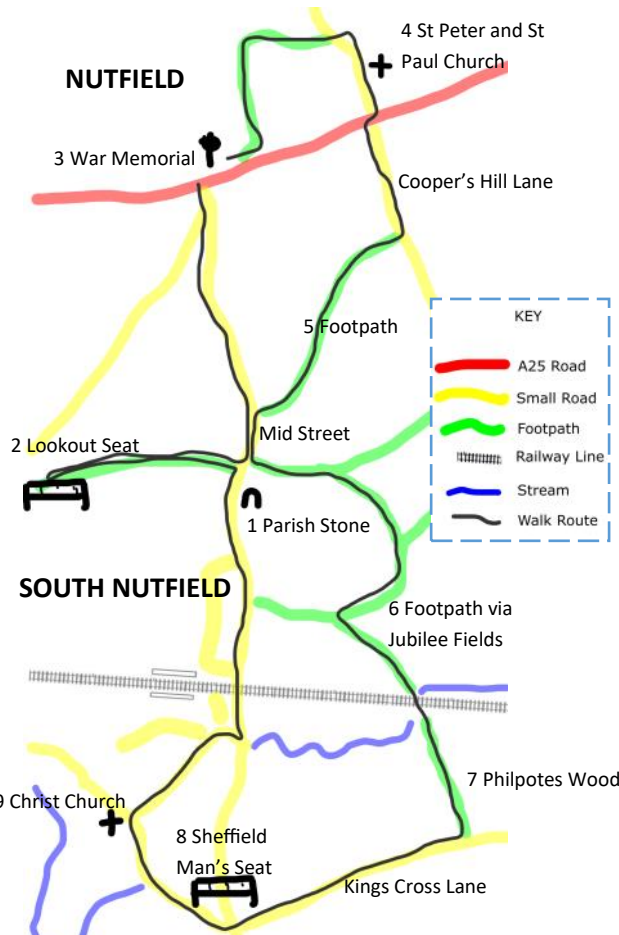 4 St Peter and St
Paul Church
NUTFIELD
3 War Memorial
Cooper’s Hill Lane
5 Footpath
KEY
A25 Road
Small Road
Footpath
Railway Line
Stream
Walk Route
Mid Street
2 Lookout Seat
1 Parish Stone
SOUTH NUTFIELD
6 Footpath via
Jubilee Fields
7 Philpotes Wood
9 Christ Church
8 Sheffield
Man’s Seat
Kings Cross Lane